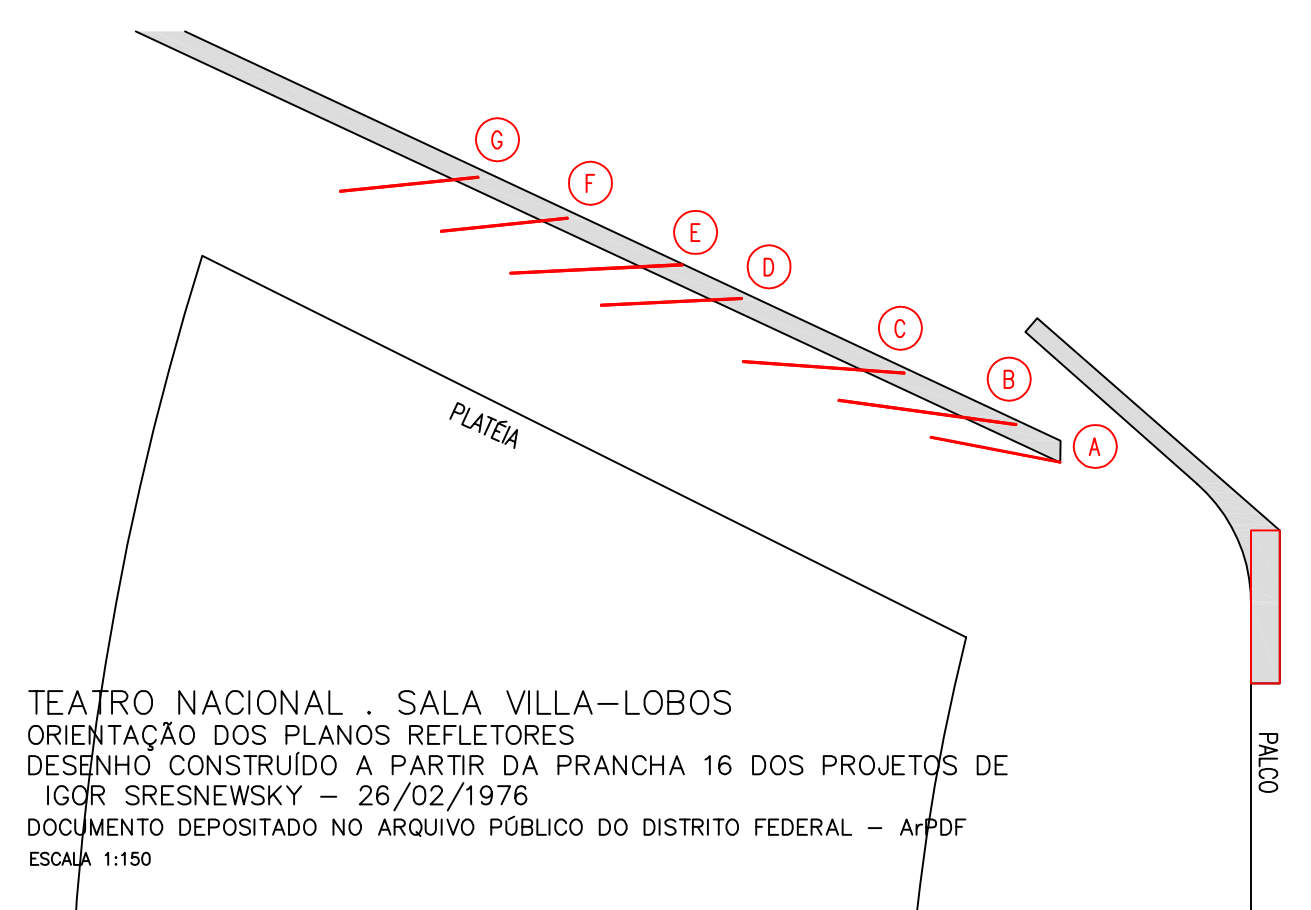 G
F
E
D
C
B
A
PLATÉIA
TEATRO NACIONAL . SALA VILLA-LOBOS
ORIENTAÇÃO DOS PLANOS REFLETORES
DESENHO CONSTRUÍDO A PARTIR DA PRANCHA 16 DOS PROJETOS DE
IGOR SRESNEWSKY - 26/02/1976
DOCUMENTO DEPOSITADO NO ARQUIVO PÚBLICO DO DISTRITO FEDERAL - ArPDF
ESCALA 1:150
PALCO